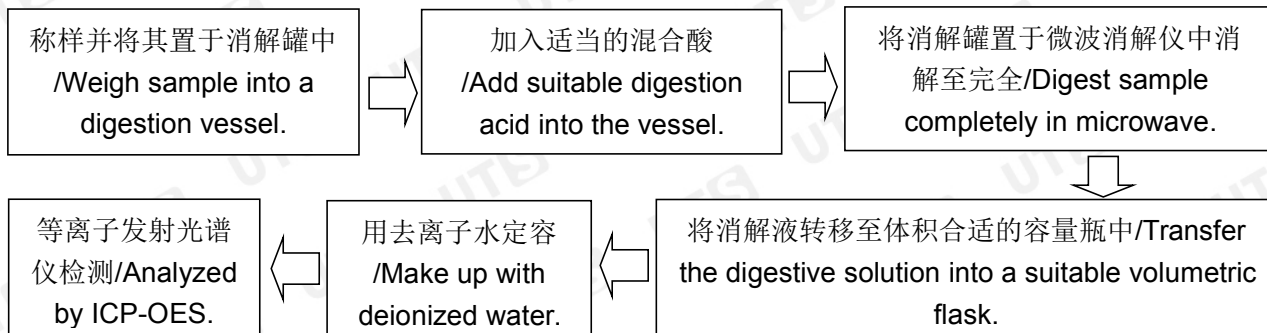 称样并将其置于消解罐中
/Weigh sample into a
digestion vessel.
加入适当的混合酸
/Add suitable digestion
acid into the vessel.
将消解罐置于微波消解仪中消
解至完全/Digest sample
completely in microwave.
将消解液转移至体积合适的容量瓶中/Transfer
the digestive solution into a suitable volumetric
flask.
用去离子水定容
/Make up with
deionized water.
等离子发射光谱
仪检测/Analyzed
by ICP-OES.